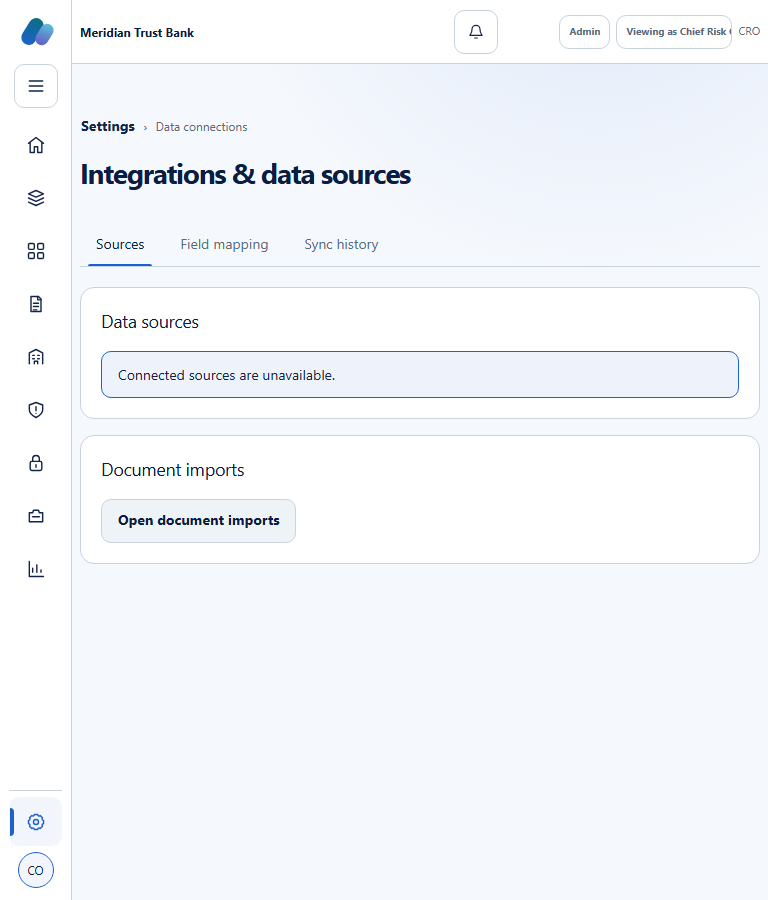 Meridian Trust Bank
Admin
Viewing as Chief Risk
CRO
Settings › Data connections
Integrations & data sources
Sources
Field mapping
Sync history
Data sources
Connected sources are unavailable.
Document imports
Open document imports
CO